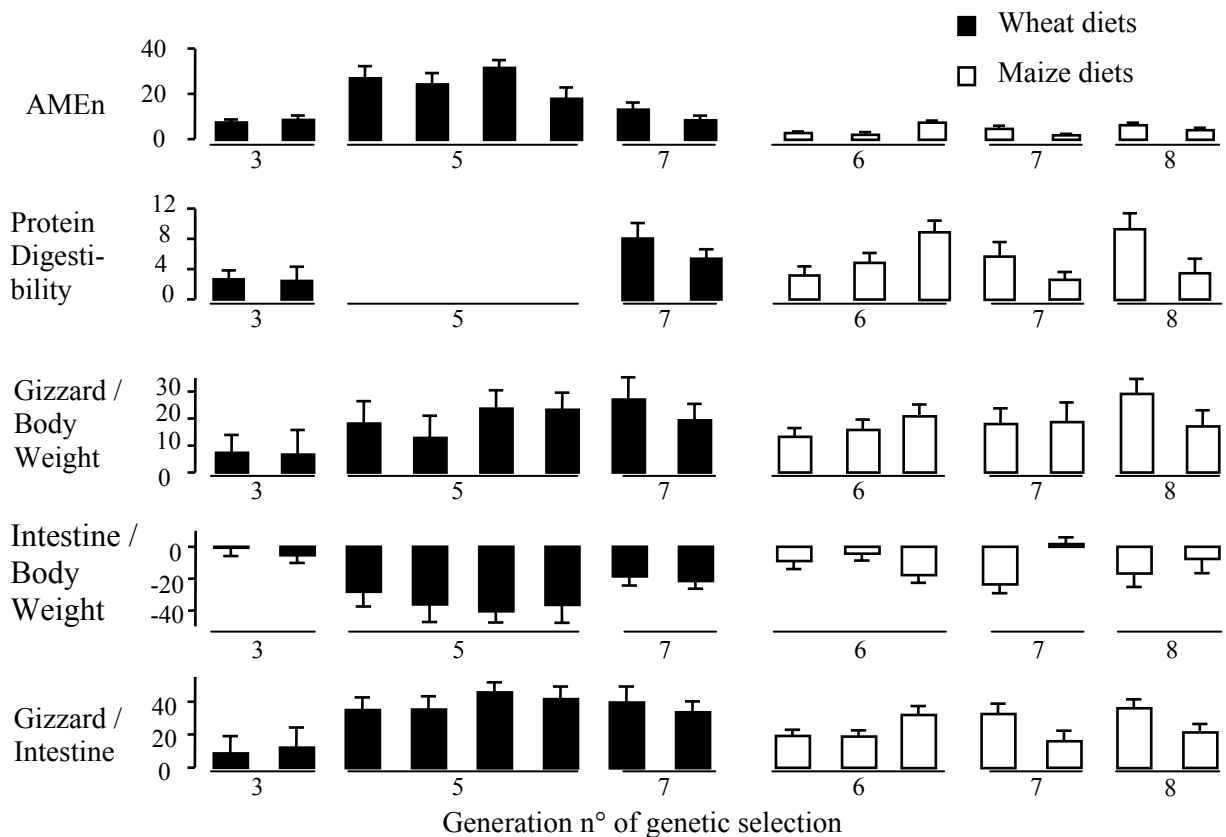 Wheat diets
Maize diets
40
20
0
AMEn
3 5 7 6 7 8
12
8
4
0
Protein
Digesti-
bility
3 5 7 6 7 8
30
20
10
0
Gizzard /
Body
Weight
3 5 7 6 7 8
0
-20
-40
Intestine /
Body
Weight
3 5 7 6 7 8
40
20
0
Gizzard /
Intestine
3 5 7 6 7 8
Generation n° of genetic selection